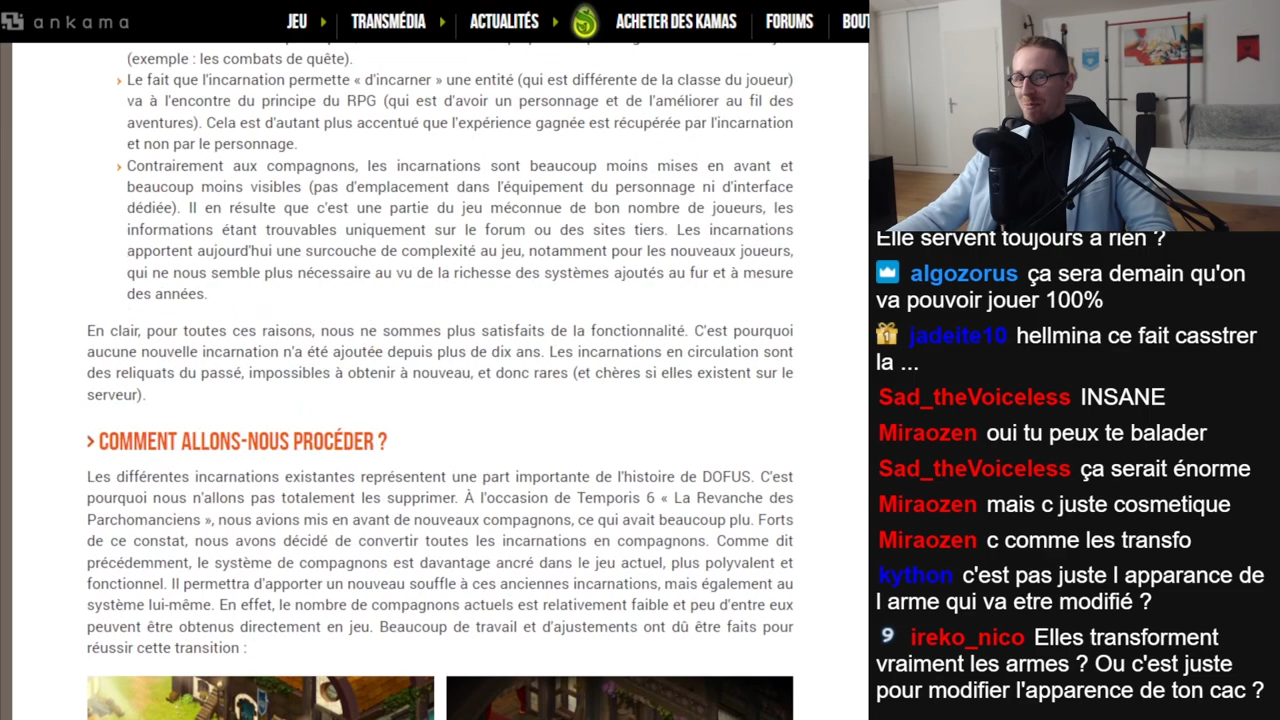 ankama
JEU
TRANSMÉDIA
ACTUALITÉS
ACHETER DES KAMAS
FORUMS
BOUT
(exemple : les combats de quête).
› Le fait que l'incarnation permette « d'incarner » une entité (qui est différente de la classe du joueur)
va à l'encontre du principe du RPG (qui est d'avoir un personnage et de l'améliorer au fil des
aventures). Cela est d'autant plus accentué que l'expérience gagnée est récupérée par l'incarnation
et non par le personnage.
› Contrairement aux compagnons, les incarnations sont beaucoup moins mises en avant et
beaucoup moins visibles (pas d'emplacement dans l'équipement du personnage ni d'interface
dédiée). Il en résulte que c'est une partie du jeu méconnue de bon nombre de joueurs, les
informations étant trouvables uniquement sur le forum ou des sites tiers. Les incarnations
apportent aujourd'hui une surcouche de complexité au jeu, notamment pour les nouveaux joueurs,
qui ne nous semble plus nécessaire au vu de la richesse des systèmes ajoutés au fur et à mesure
des années.
En clair, pour toutes ces raisons, nous ne sommes plus satisfaits de la fonctionnalité. C'est pourquoi
aucune nouvelle incarnation n'a été ajoutée depuis plus de dix ans. Les incarnations en circulation sont
des reliquats du passé, impossibles à obtenir à nouveau, et donc rares (et chères si elles existent sur le
serveur).
› COMMENT ALLONS-NOUS PROCÉDER ?
Les différentes incarnations existantes représentent une part importante de l'histoire de DOFUS. C'est
pourquoi nous n'allons pas totalement les supprimer. À l'occasion de Temporis 6 « La Revanche des
Parchomanciens », nous avions mis en avant de nouveaux compagnons, ce qui avait beaucoup plu. Forts
de ce constat, nous avons décidé de convertir toutes les incarnations en compagnons. Comme dit
précédemment, le système de compagnons est davantage ancré dans le jeu actuel, plus polyvalent et
fonctionnel. Il permettra d'apporter un nouveau souffle à ces anciennes incarnations, mais également au
système lui-même. En effet, le nombre de compagnons actuels est relativement faible et peu d'entre eux
peuvent être obtenus directement en jeu. Beaucoup de travail et d'ajustements ont dû être faits pour
réussir cette transition :
Elle servent toujours a rien ?
algozorus ça sera demain qu'on
va pouvoir jouer 100%
jadeite10 hellmina ce fait casstrer
la ...
Sad_theVoiceless INSANE
Miraozen oui tu peux te balader
Sad_theVoiceless ça serait énorme
Miraozen mais c juste cosmetique
Miraozen c comme les transfo
kython c'est pas juste l apparance de
l arme qui va etre modifié ?
9 ireko_nico Elles transforment
vraiment les armes ? Ou c'est juste
pour modifier l'apparence de ton cac ?